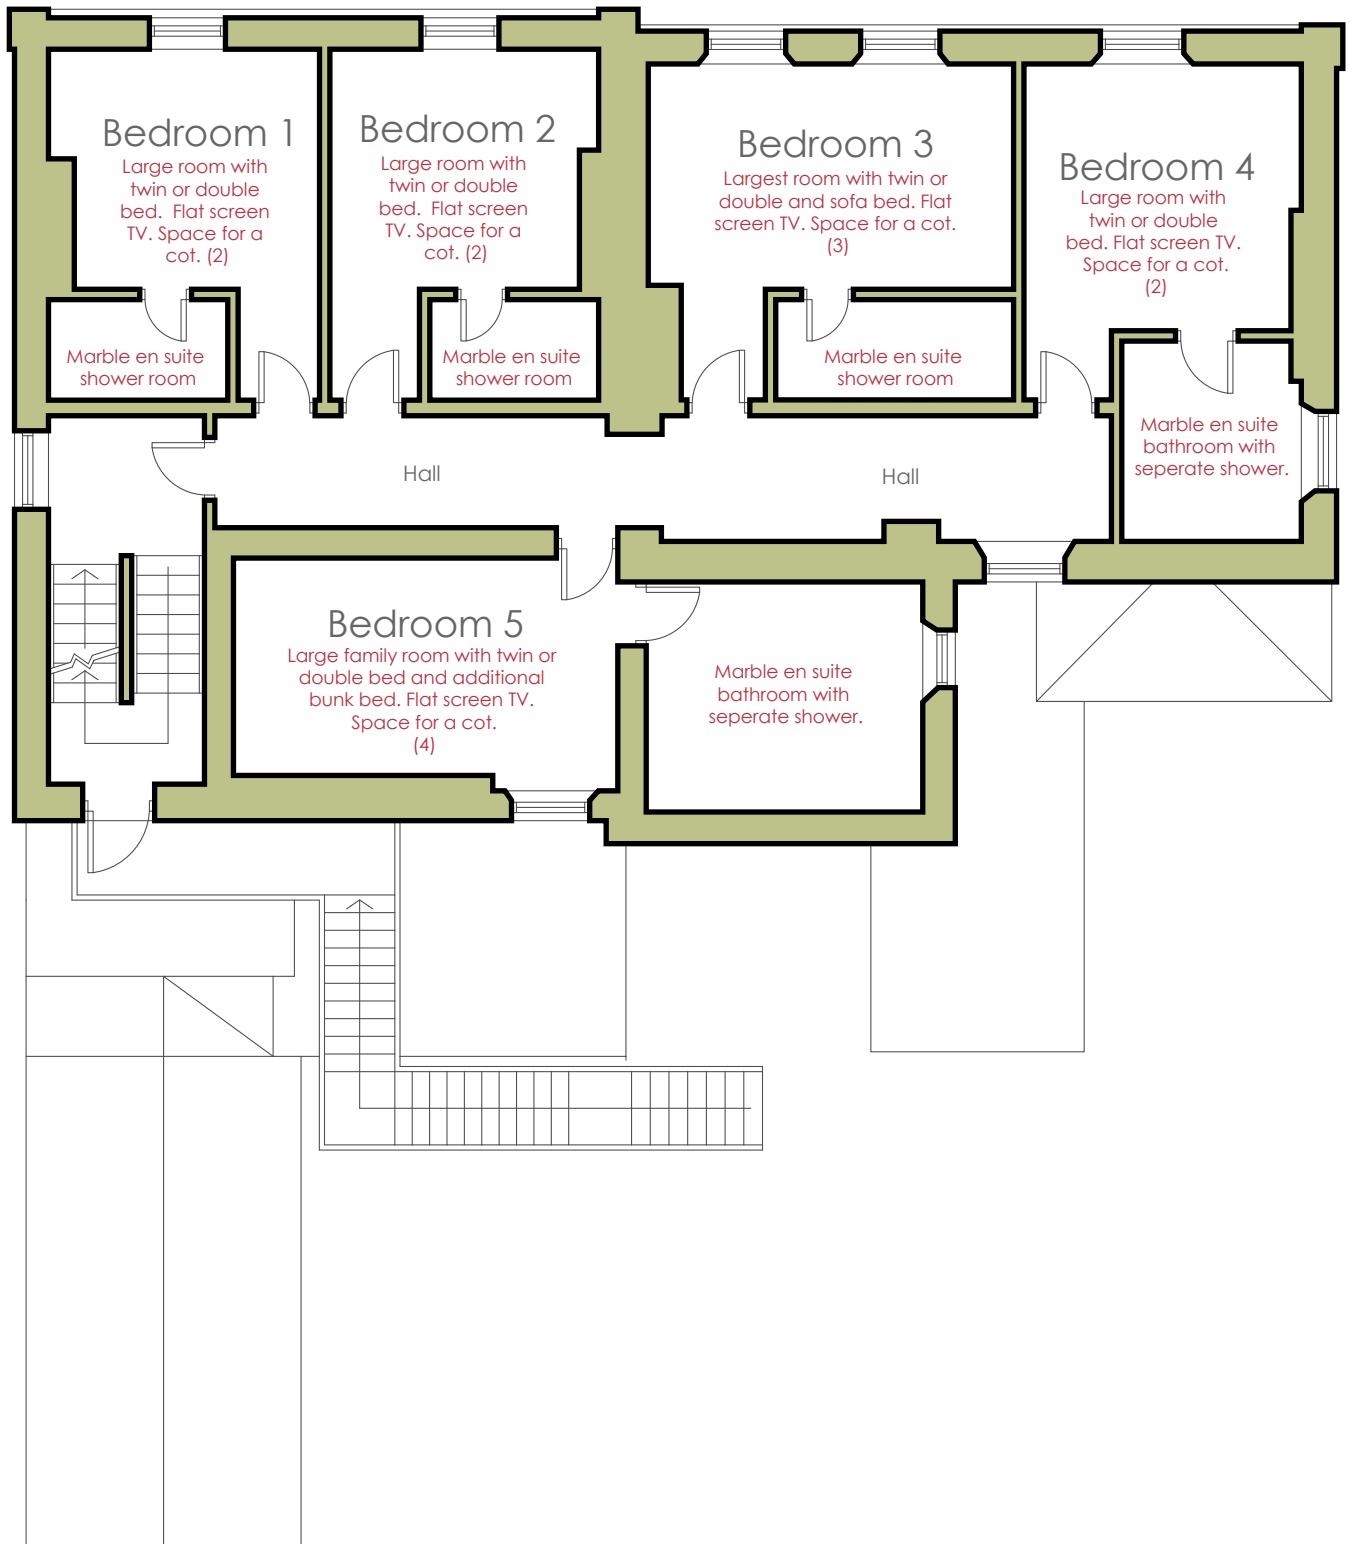 Bedroom 1
Large room with
twin or double
bed.  Flat screen
TV. Space for a
cot. (2)
Bedroom 2
Large room with
twin or double
bed.  Flat screen
TV. Space for a
cot. (2)
Bedroom 3
Largest room with twin or
double and sofa bed. Flat
screen TV. Space for a cot.
(3)
Bedroom 4
Large room with
twin or double
bed. Flat screen TV.
Space for a cot.
(2)
Marble en suite
shower room
Marble en suite
shower room
Marble en suite
shower room
Marble en suite
bathroom with
seperate shower.
Hall
Hall
Bedroom 5
Large family room with twin or
double bed and additional
bunk bed. Flat screen TV.
Space for a cot.
(4)
Marble en suite
bathroom with
seperate shower.